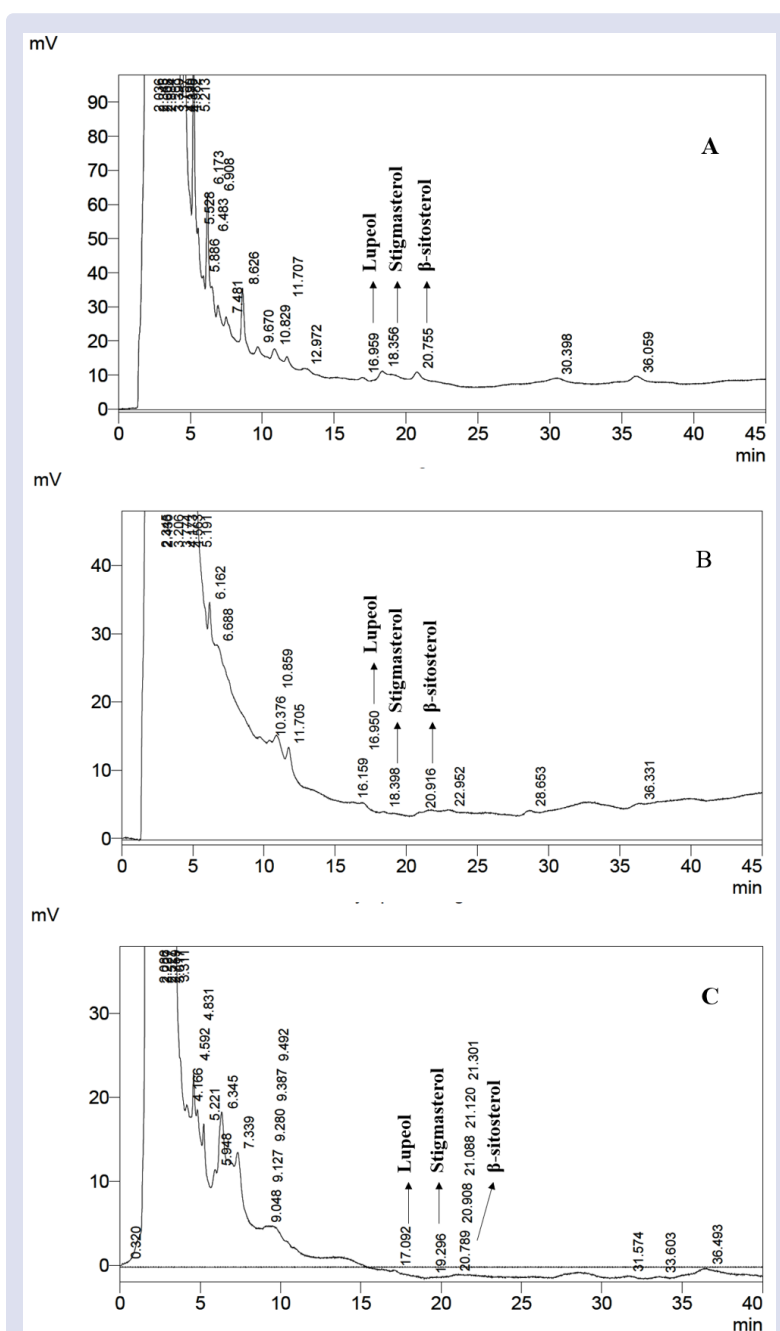 mV
A
90
80
70
60
50
40
30
20
10
0
5.213
5.528
5.886
6.173
6.483
6.908
7.481
8.626
9.670
10.829
11.707
12.972
16.959
Lupeol
18.356
Stigmasterol
20.755
β-sitosterol
30.398
36.059
0 5 10 15 20 25 30 35 40 45
min
mV
B
40
30
20
10
0
3.206
5.191
6.162
6.688
10.376
10.859
11.705
16.159
16.950
Lupeol
18.398
Stigmasterol
20.916
β-sitosterol
22.952
28.653
36.331
0 5 10 15 20 25 30 35 40 45
min
mV
C
30
20
10
0
0.320
3.311
4.166 4.592 4.831
5.221
5.948 6.345
7.339
9.048 9.127 9.280 9.387 9.492
17.092
Lupeol
19.296
Stigmasterol
20.789 20.908 21.088 21.120 21.301
β-sitosterol
31.574
33.603
36.493
0 5 10 15 20 25 30 35 40
min